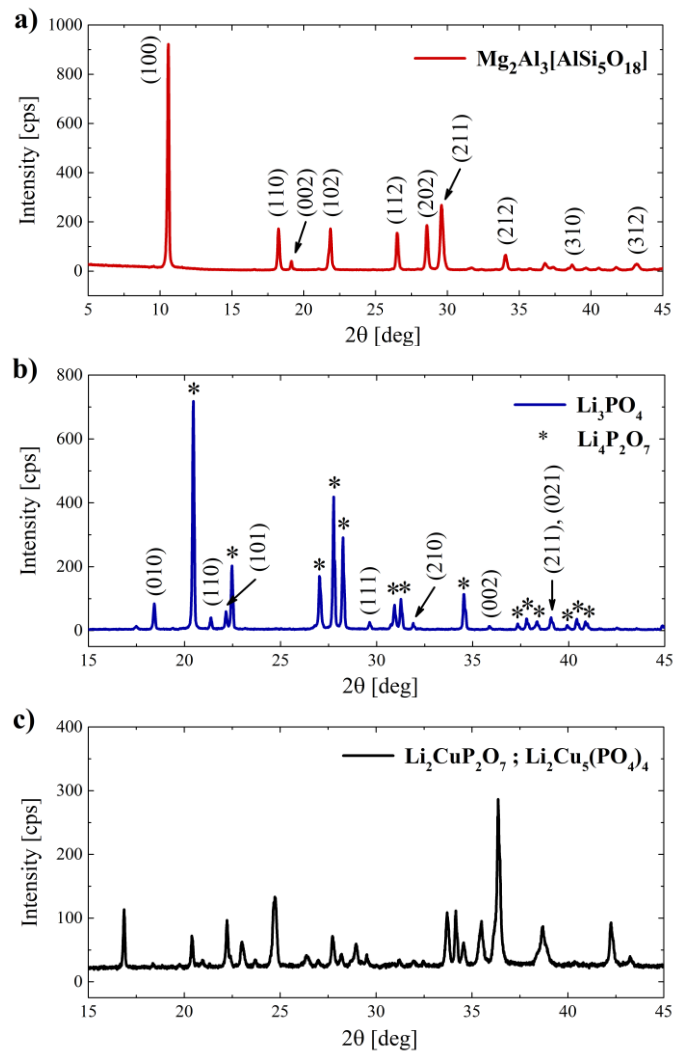 a)
Intensity [cps]
1000
800
600
400
200
0
(100)
(110)
(002)
(102)
(112)
(202)
(211)
(212)
(310)
(312)
Mg₂Al₃[AlSi₅O₁₈]
5 10 15 20 25 30 35 40 45
2θ [deg]
b)
Intensity [cps]
800
600
400
200
0
(010)
*
(110)
(101)
*
*
*
*
(111)
**
(210)
*
(002)
* * *
(211), (021)
* * *
Li₃PO₄
* Li₄P₂O₇
15 20 25 30 35 40 45
2θ [deg]
c)
Intensity [cps]
400
300
200
100
0
Li₂CuP₂O₇ ; Li₂Cu₅(PO₄)₄
15 20 25 30 35 40 45
2θ [deg]